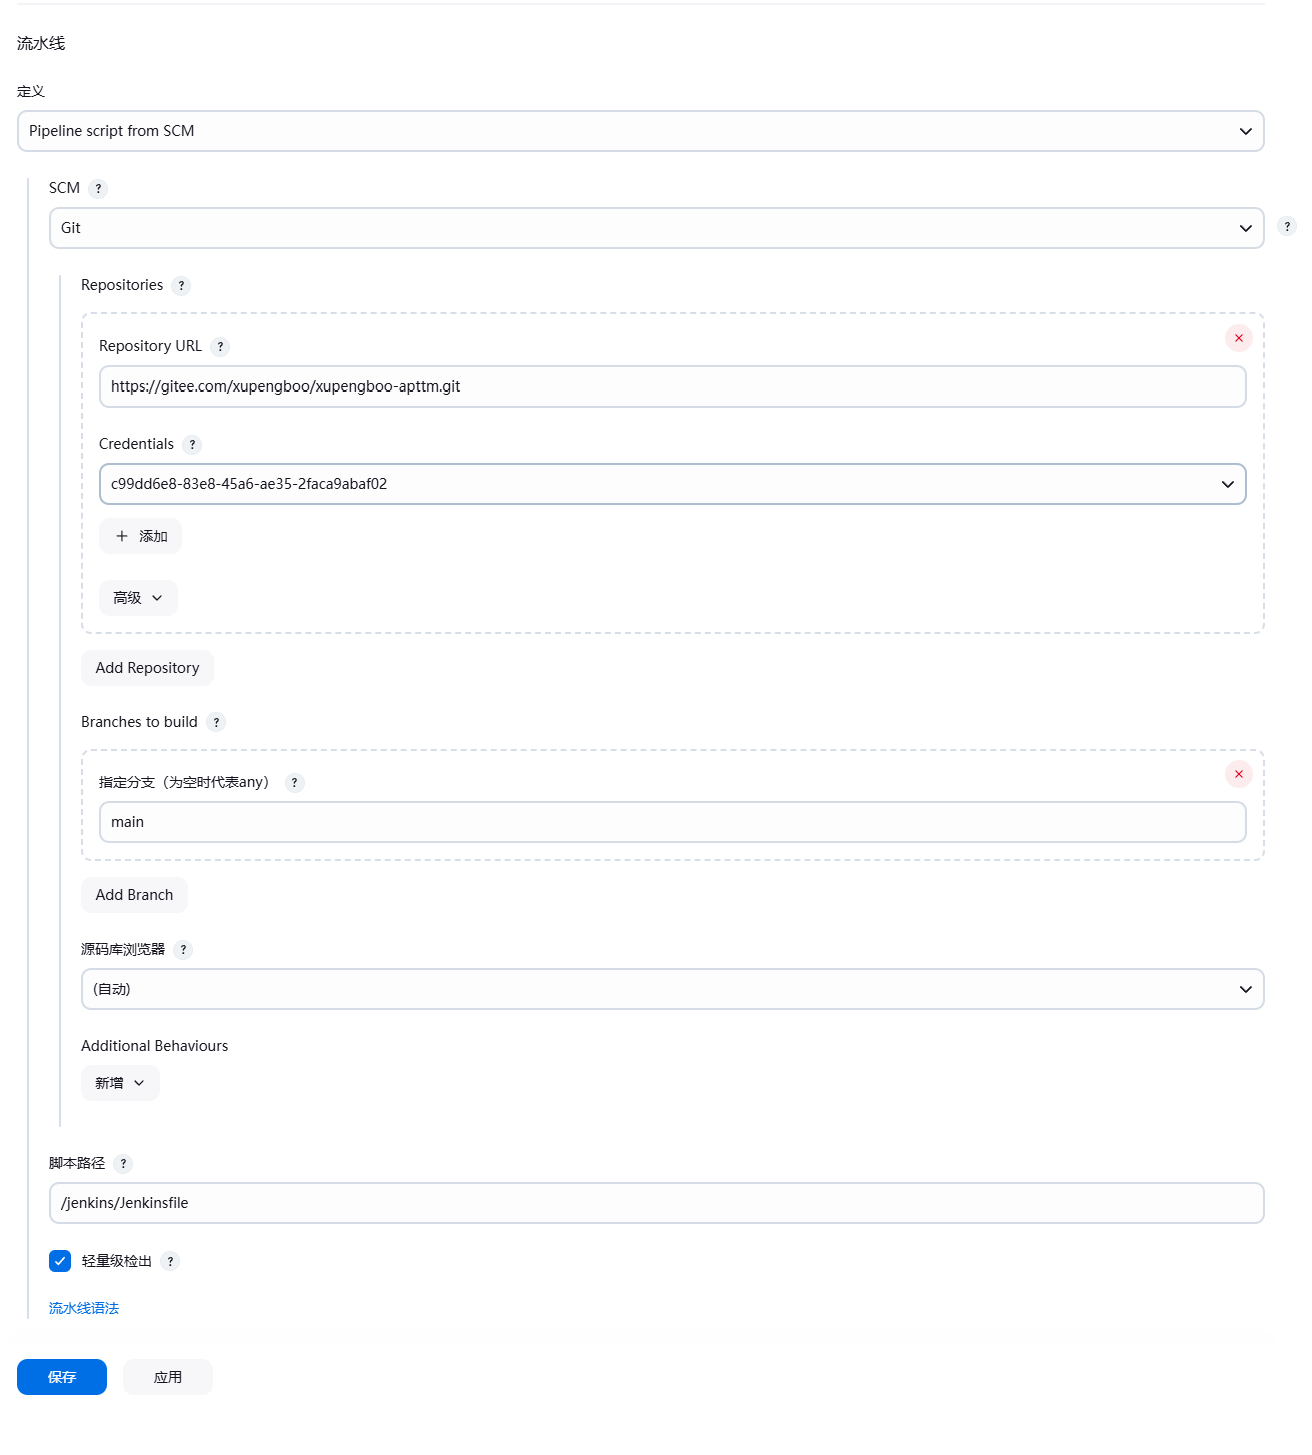 流水线
定义
Pipeline script from SCM
SCM ?
Git
?
Repositories ?
Repository URL ?
https://gitee.com/xupengboo/xupengboo-apttm.git
Credentials ?
c99dd6e8-83e8-45a6-ae35-2faca9abaf02
添加
高级
Add Repository
Branches to build ?
指定分支（为空时代表any） ?
main
Add Branch
源码库浏览器 ?
(自动)
Additional Behaviours
新增
脚本路径 ?
/jenkins/Jenkinsfile
轻量级检出 ?
流水线语法
保存 应用